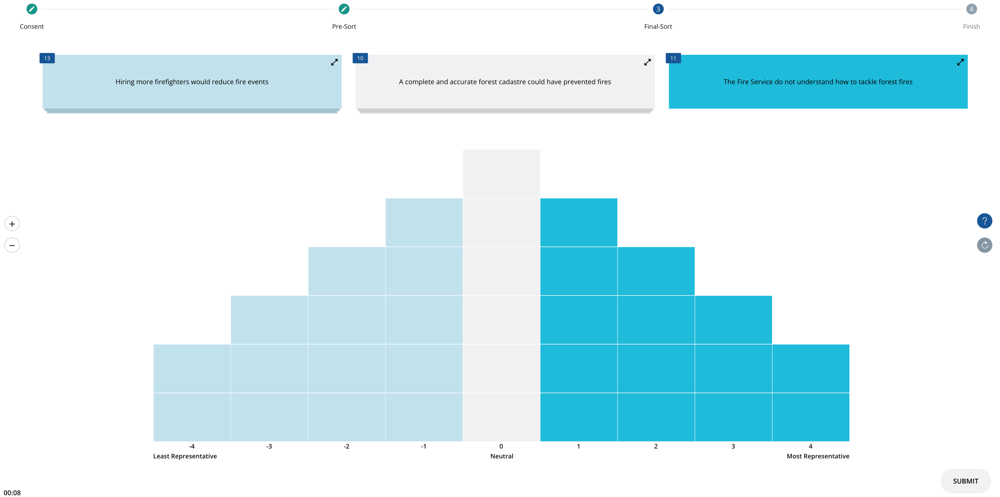 3
4
Consent
Pre-Sort
Final-Sort
Finish
13
10
11
Hiring more firefighters would reduce fire events
A complete and accurate forest cadastre could have prevented fires
The Fire Service do not understand how to tackle forest fires
+
?
−
-4
-3
-2
-1
0
1
2
3
4
Least Representative
Neutral
Most Representative
SUBMIT
00:08